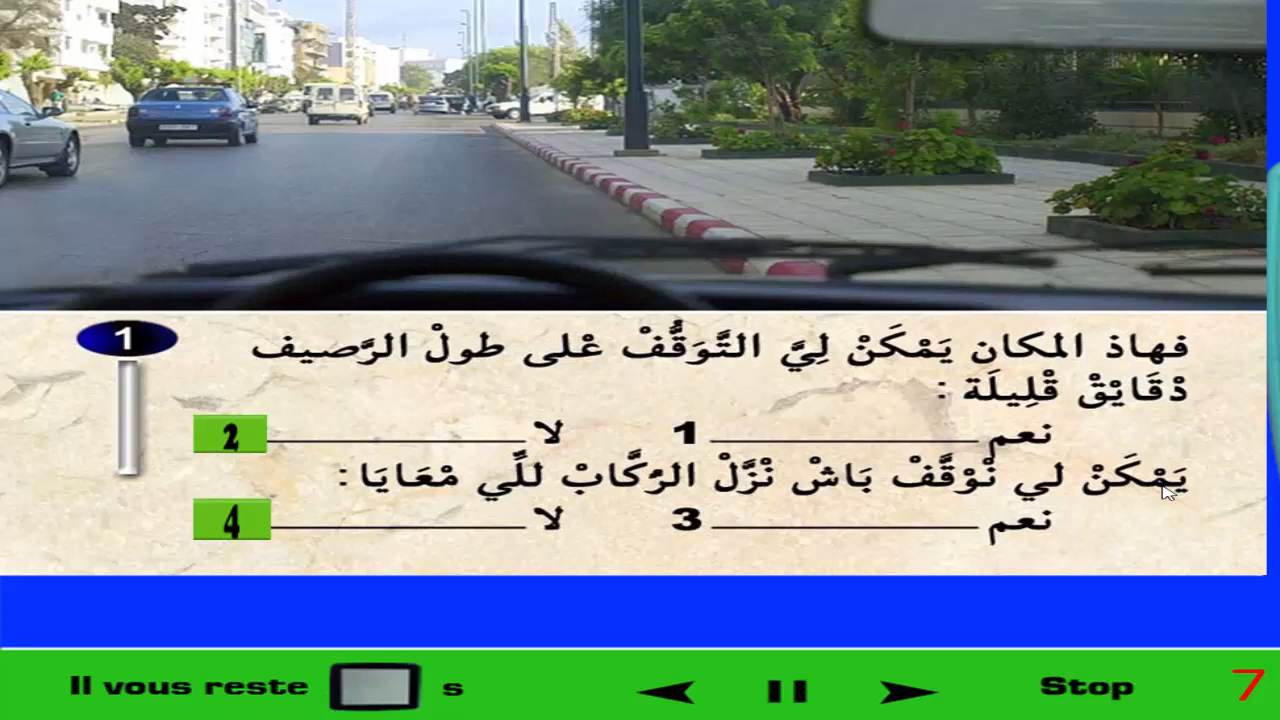 1
فهاذ المكان يَمْكَنْ لِيَّ التَّوَقُّفْ عْلى طولْ الرَّصيف
دْقَايْقْ قْلِيلَة :
نعم 1 لا 2
يَمْكَنْ لي نْوْقَّفْ بَاشْ نْزَّلْ الرُكَّابْ للِّي مْعَايَا :
نعم 3 لا 4
Il vous reste s Stop 7